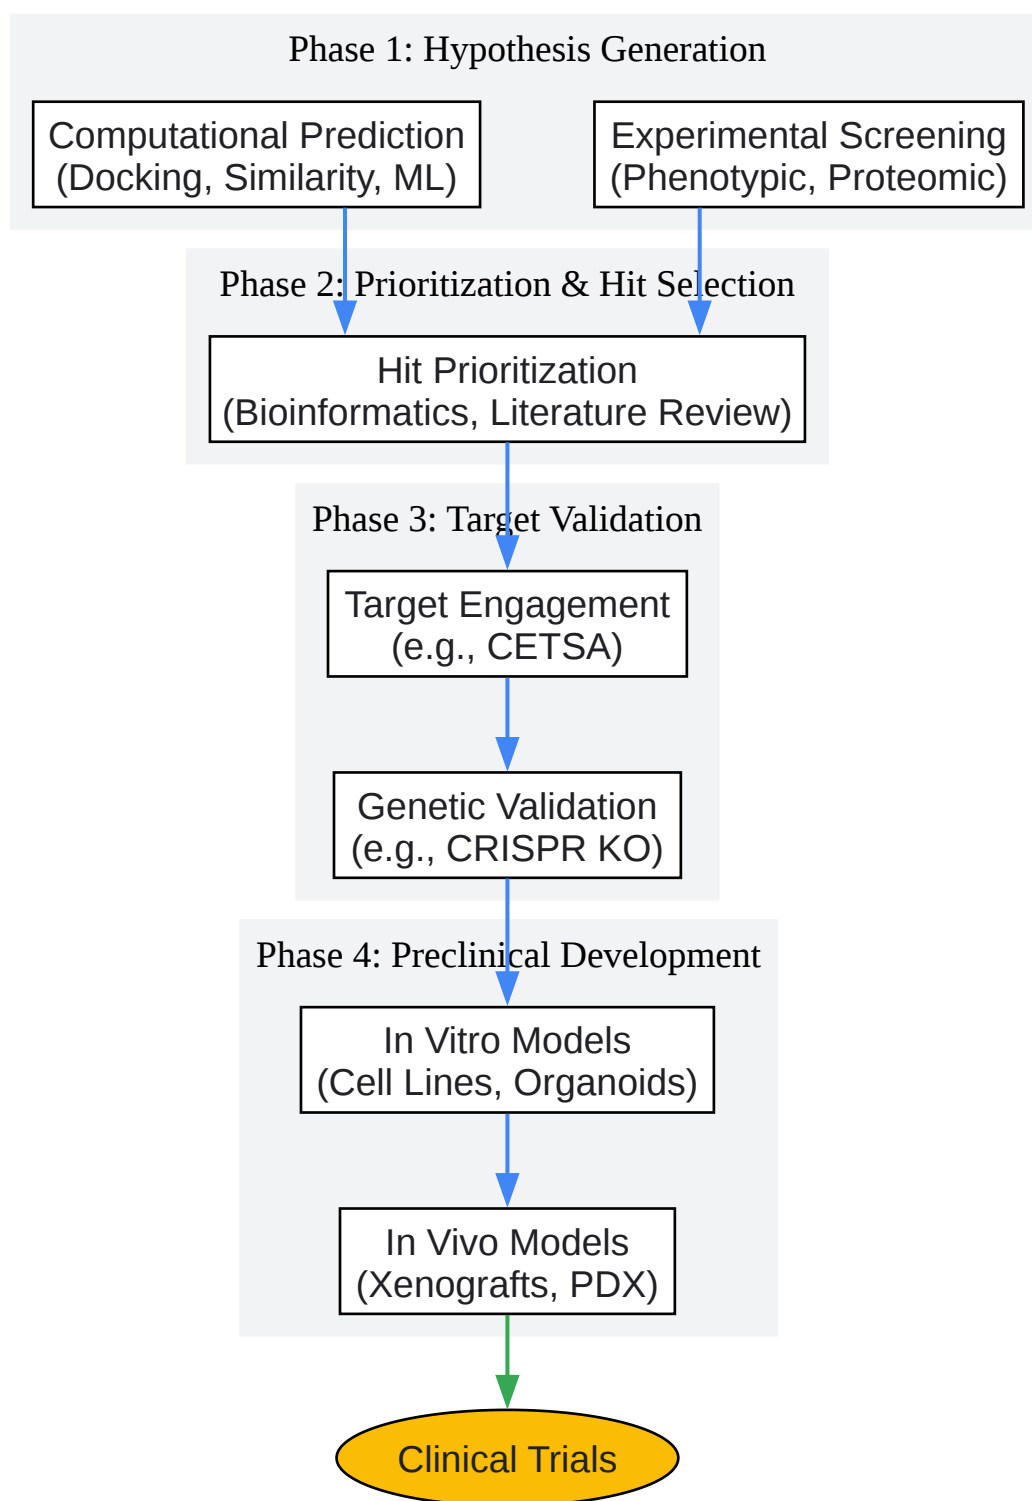 Phase 1: Hypothesis Generation
Computational Prediction
(Docking, Similarity, ML)
Experimental Screening
(Phenotypic, Proteomic)
Phase 2: Prioritization & Hit Selection
Hit Prioritization
(Bioinformatics, Literature Review)
Phase 3: Target Validation
Target Engagement
(e.g., CETSA)
Genetic Validation
(e.g., CRISPR KO)
Phase 4: Preclinical Development
In Vitro Models
(Cell Lines, Organoids)
In Vivo Models
(Xenografts, PDX)
Clinical Trials